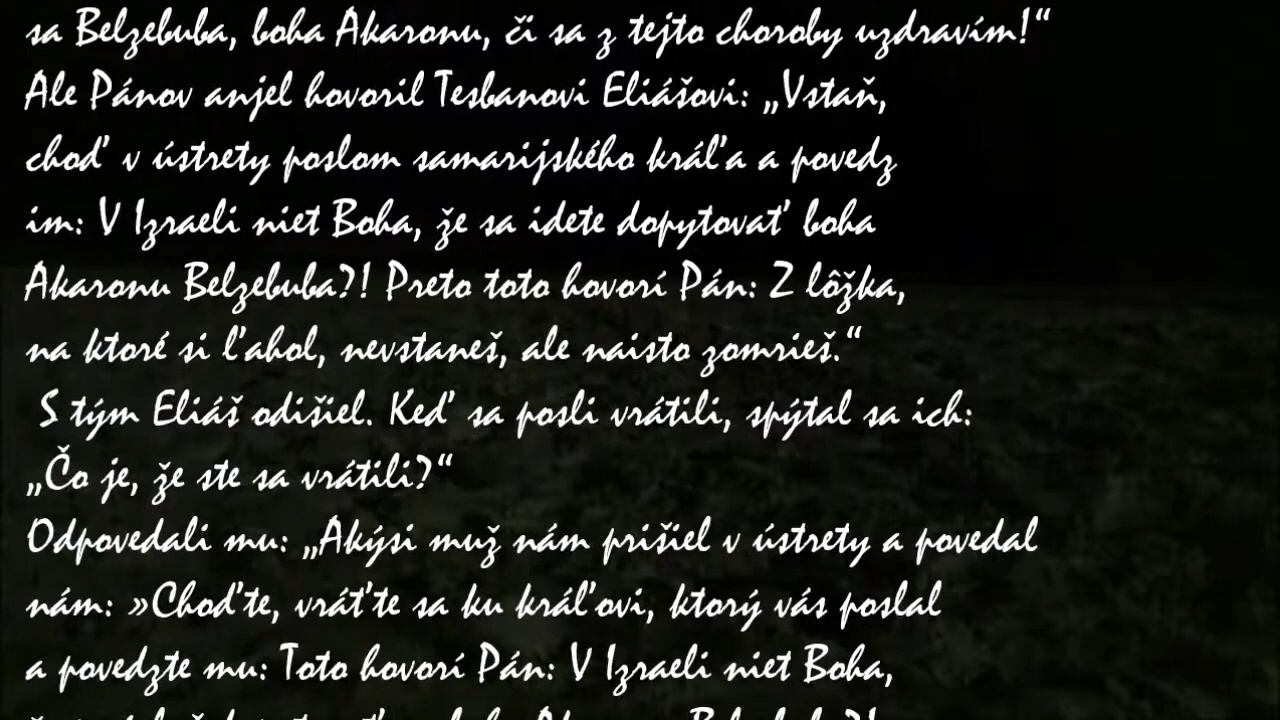 sa Belzebuba, boha Akaronu, či sa z tejto choroby uzdravím!“
Ale Pánov anjel hovoril Tesbanovi Eliášovi: „Vstaň,
choď v ústrety poslom samarijského kráľa a povedz
im: V Izraeli niet Boha, že sa idete dopytovať boha
Akaronu Belzebuba?! Preto toto hovorí Pán: Z lôžka,
na ktoré si ľahol, nevstaneš, ale naisto zomrieš.“
S tým Eliáš odišiel. Keď sa posli vrátili, spýtal sa ich:
„Čo je, že ste sa vrátili?“
Odpovedali mu: „Akýsi muž nám prišiel v ústrety a povedal
nám: »Choďte, vráťte sa ku kráľovi, ktorý vás poslal
a povedzte mu: Toto hovorí Pán: V Izraeli niet Boha,